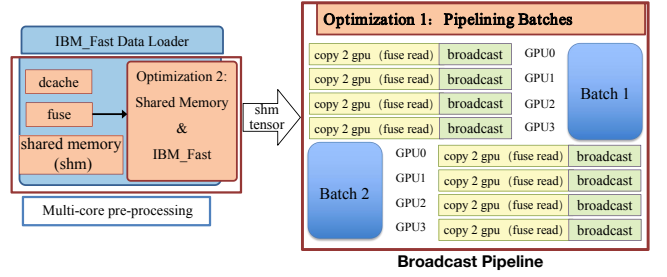 IBM_Fast Data Loader
dcache
fuse
shared memory
(shm)
Optimization 2:
Shared Memory
&
IBM_Fast
Multi-core pre-processing
shm
tensor
Optimization 1: Pipelining Batches
copy 2 gpu (fuse read) broadcast GPU0
copy 2 gpu (fuse read) broadcast GPU1
copy 2 gpu (fuse read) broadcast GPU2
copy 2 gpu (fuse read) broadcast GPU3
Batch 1
Batch 2
GPU0 copy 2 gpu (fuse read) broadcast
GPU1 copy 2 gpu (fuse read) broadcast
GPU2 copy 2 gpu (fuse read) broadcast
GPU3 copy 2 gpu (fuse read) broadcast
Broadcast Pipeline